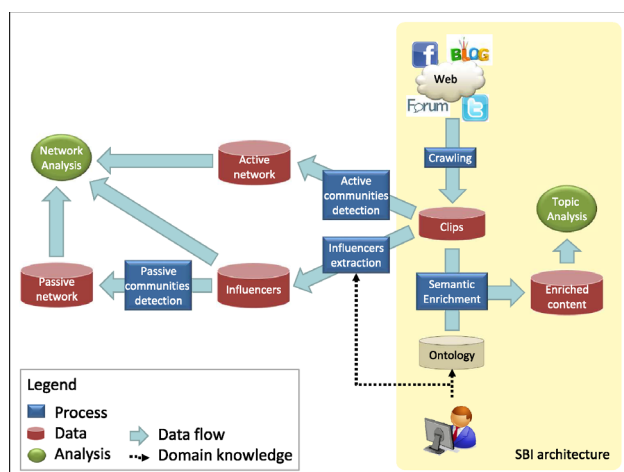 f
BLOG
Web
Forum
t
Crawling
Network
Analysis
Active
network
Active
communities
detection
Clips
Topic
Analysis
Influencers
extraction
Passive
network
Passive
communities
detection
Influencers
Semantic
Enrichment
Enriched
content
Ontology
Legend
Process
Data
Analysis
Data flow
Domain knowledge
SBI architecture